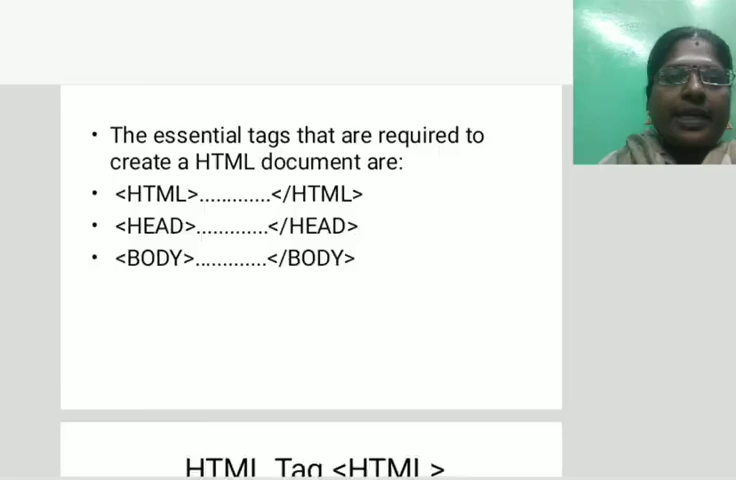 • The essential tags that are required to
create a HTML document are:
• <HTML>.............</HTML>
• <HEAD>.............</HEAD>
• <BODY>.............</BODY>
HTML Tag <HTML>